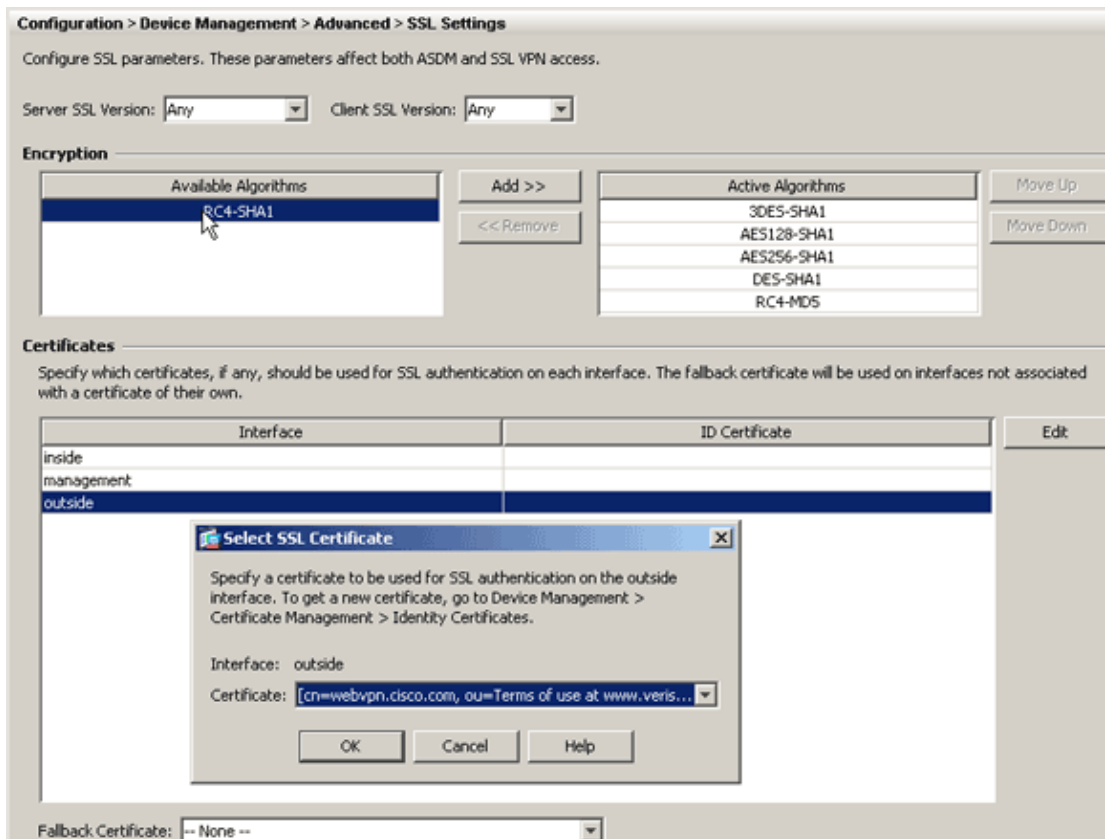 Configuration > Device Management > Advanced > SSL Settings
Configure SSL parameters. These parameters affect both ASDM and SSL VPN access.
Server SSL Version: Any Client SSL Version: Any
Encryption
Available Algorithms
RC4-SHA1
Add >>
<< Remove
Active Algorithms
3DES-SHA1
AES128-SHA1
AES256-SHA1
DES-SHA1
RC4-MD5
Move Up
Move Down
Certificates
Specify which certificates, if any, should be used for SSL authentication on each interface. The fallback certificate will be used on interfaces not associated
with a certificate of their own.
Interface ID Certificate
inside
management
outside
Edit
Select SSL Certificate
Specify a certificate to be used for SSL authentication on the outside
interface. To get a new certificate, go to Device Management >
Certificate Management > Identity Certificates.
Interface: outside
Certificate: [cn=webvpn.cisco.com, ou=Terms of use at www.veris...
OK Cancel Help
Fallback Certificate: -- None --